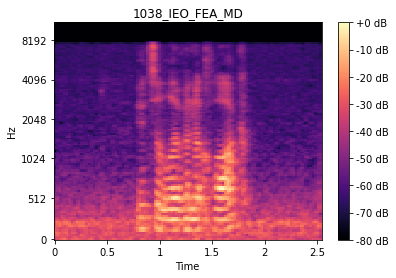 1038_IEO_FEA_MD
8192
4096
2048
1024
512
0
Hz
0
0.5
1
1.5
2
2.5
Time
+0 dB
-10 dB
-20 dB
-30 dB
-40 dB
-50 dB
-60 dB
-70 dB
-80 dB